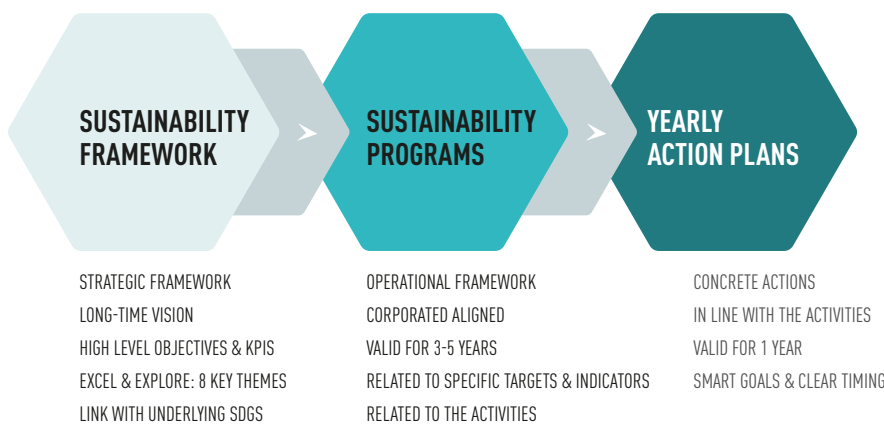 SUSTAINABILITY
FRAMEWORK
SUSTAINABILITY
PROGRAMS
YEARLY
ACTION PLANS
STRATEGIC FRAMEWORK
LONG-TIME VISION
HIGH LEVEL OBJECTIVES & KPIS
EXCEL & EXPLORE: 8 KEY THEMES
LINK WITH UNDERLYING SDGS
OPERATIONAL FRAMEWORK
CORPORATED ALIGNED
VALID FOR 3-5 YEARS
RELATED TO SPECIFIC TARGETS & INDICATORS
RELATED TO THE ACTIVITIES
CONCRETE ACTIONS
IN LINE WITH THE ACTIVITIES
VALID FOR 1 YEAR
SMART GOALS & CLEAR TIMING